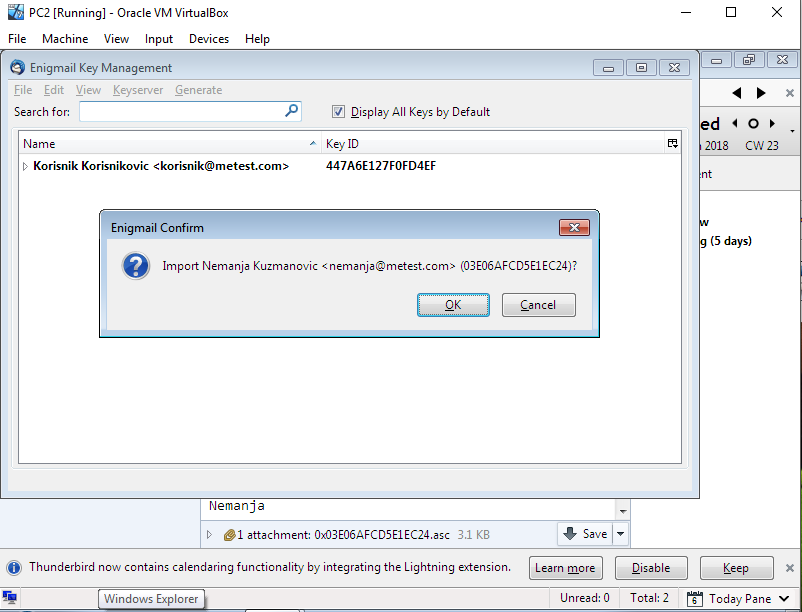 PC2 [Running] - Oracle VM VirtualBox
File Machine View Input Devices Help
Enigmail Key Management
File Edit View Keyserver Generate
Search for: Display All Keys by Default
ed
2018 CW 23
Name Key ID
nt
Korisnik Korisnikovic <korisnik@metest.com> 447A6E127F0FD4EF
w
g (5 days)
Enigmail Confirm
Import Nemanja Kuzmanovic <nemanja@metest.com> (03E06AFCD5E1EC24)?
OK Cancel
Nemanja
1 attachment: 0x03E06AFCD5E1EC24.asc 3.1 KB Save
Thunderbird now contains calendaring functionality by integrating the Lightning extension. Learn more Disable Keep
Windows Explorer Unread: 0 Total: 2 6 Today Pane